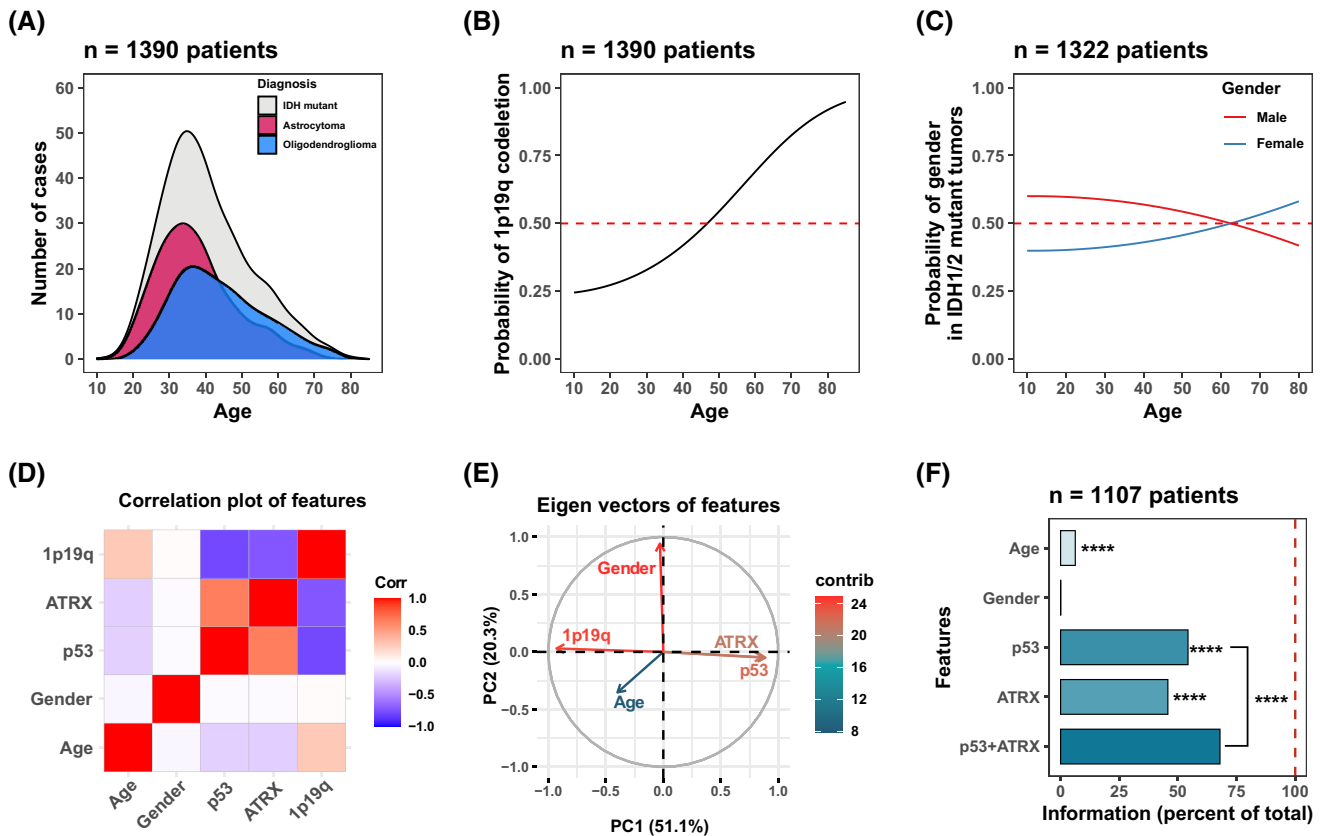 (A)
n = 1390 patients
Number of cases
60
50
40
30
20
10
0
Diagnosis
IDH mutant
Astrocytoma
Oligodendroglioma
10 20 30 40 50 60 70 80
Age
(B)
n = 1390 patients
Probability of 1p19q codeletion
1.00
0.75
0.50
0.25
0.00
10 20 30 40 50 60 70 80
Age
(C)
n = 1322 patients
Probability of gender
in IDH1/2 mutant tumors
1.00
0.75
0.50
0.25
0.00
Gender
Male
Female
10 20 30 40 50 60 70 80
Age
(D)
Correlation plot of features
1p19q
ATRX
p53
Gender
Age
Age Gender p53 ATRX 1p19q
Corr
1.0
0.5
0.0
−0.5
−1.0
(E)
Eigen vectors of features
PC2 (20.3%)
1.0
0.5
0.0
−0.5
−1.0
Gender
1p19q
ATRX
p53
Age
−1.0 −0.5 0.0 0.5 1.0
PC1 (51.1%)
contrib
24
20
16
12
8
(F)
n = 1107 patients
Features
Age
Gender
p53
ATRX
p53+ATRX
****
****
****
****
0 25 50 75 100
Information (percent of total)